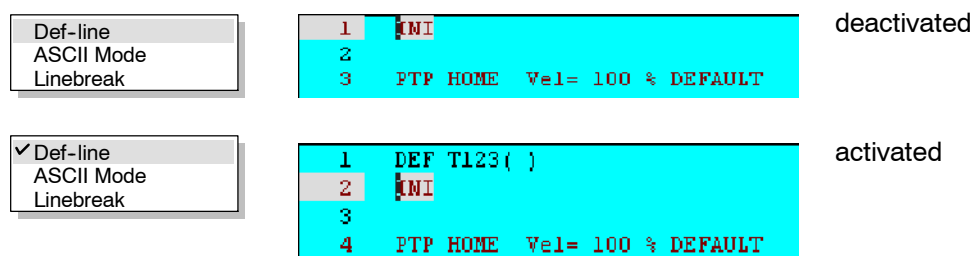 Def-line
ASCII Mode
Linebreak
1 INI
2
3 PTP HOME Vel= 100 % DEFAULT
deactivated
✓ Def-line
ASCII Mode
Linebreak
1 DEF T123( )
2 INI
3
4 PTP HOME Vel= 100 % DEFAULT
activated